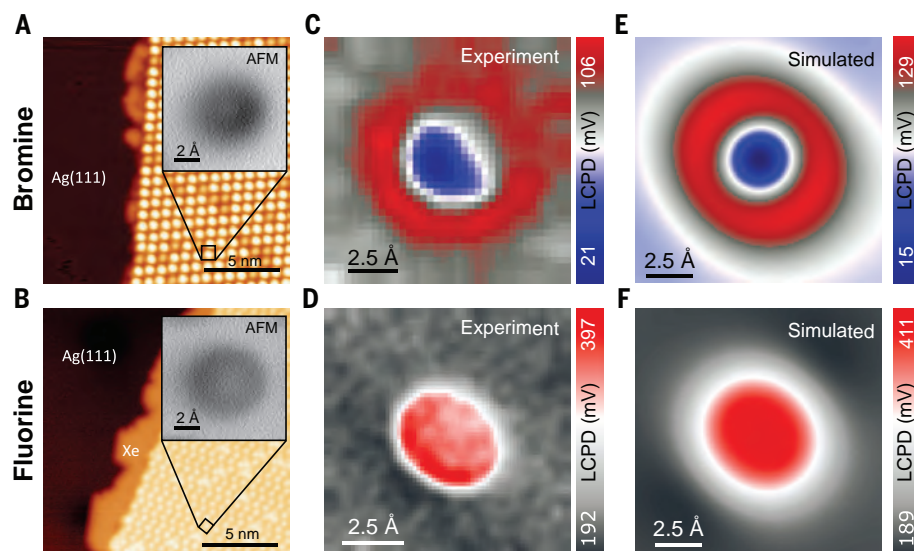 A
C
E
Bromine
AFM
2 Å
Ag(111)
5 nm
Experiment
2.5 Å
106
LCPD (mV)
21
Simulated
2.5 Å
129
LCPD (mV)
15
B
D
F
Fluorine
AFM
2 Å
Ag(111)
Xe
5 nm
Experiment
2.5 Å
397
LCPD (mV)
192
Simulated
2.5 Å
411
LCPD (mV)
189